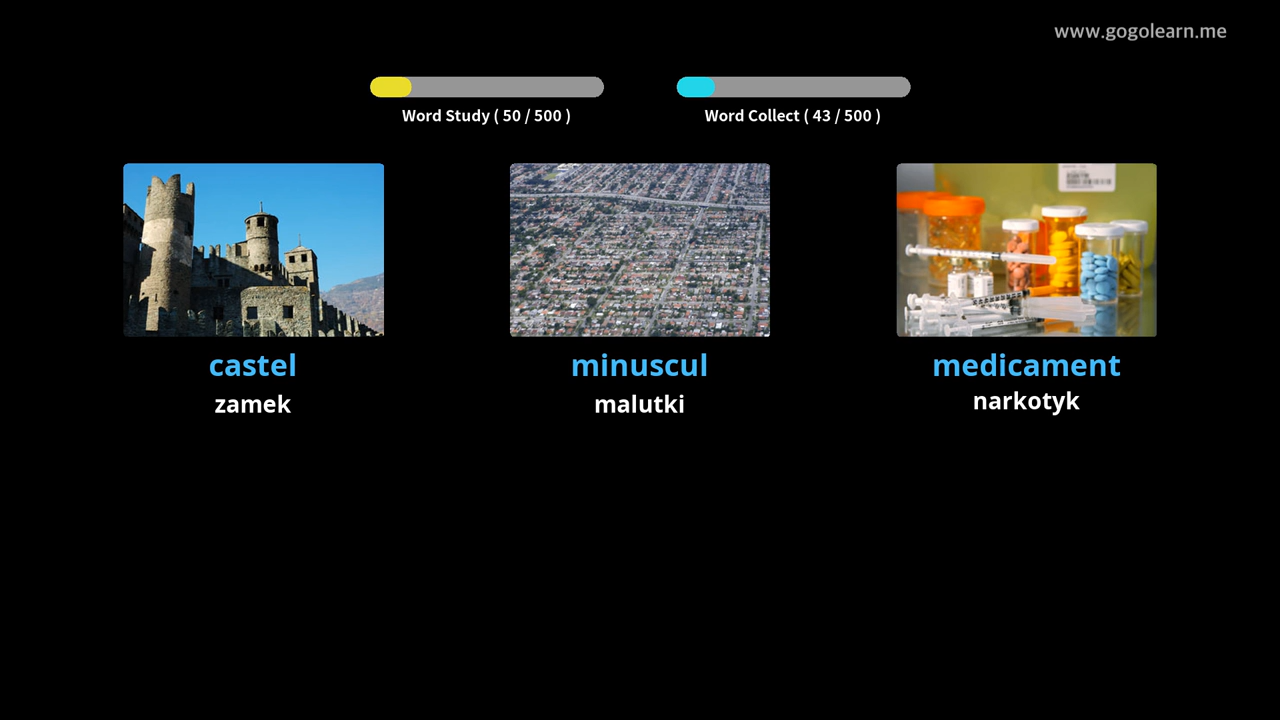 www.gogolearn.me
Word Study ( 50 / 500 )
Word Collect ( 43 / 500 )
castel
zamek
minuscul
malutki
medicament
narkotyk